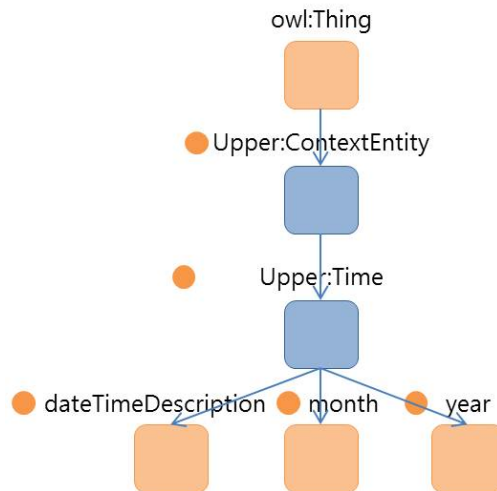 owl:Thing
Upper:ContextEntity
Upper:Time
dateTimeDescription month year